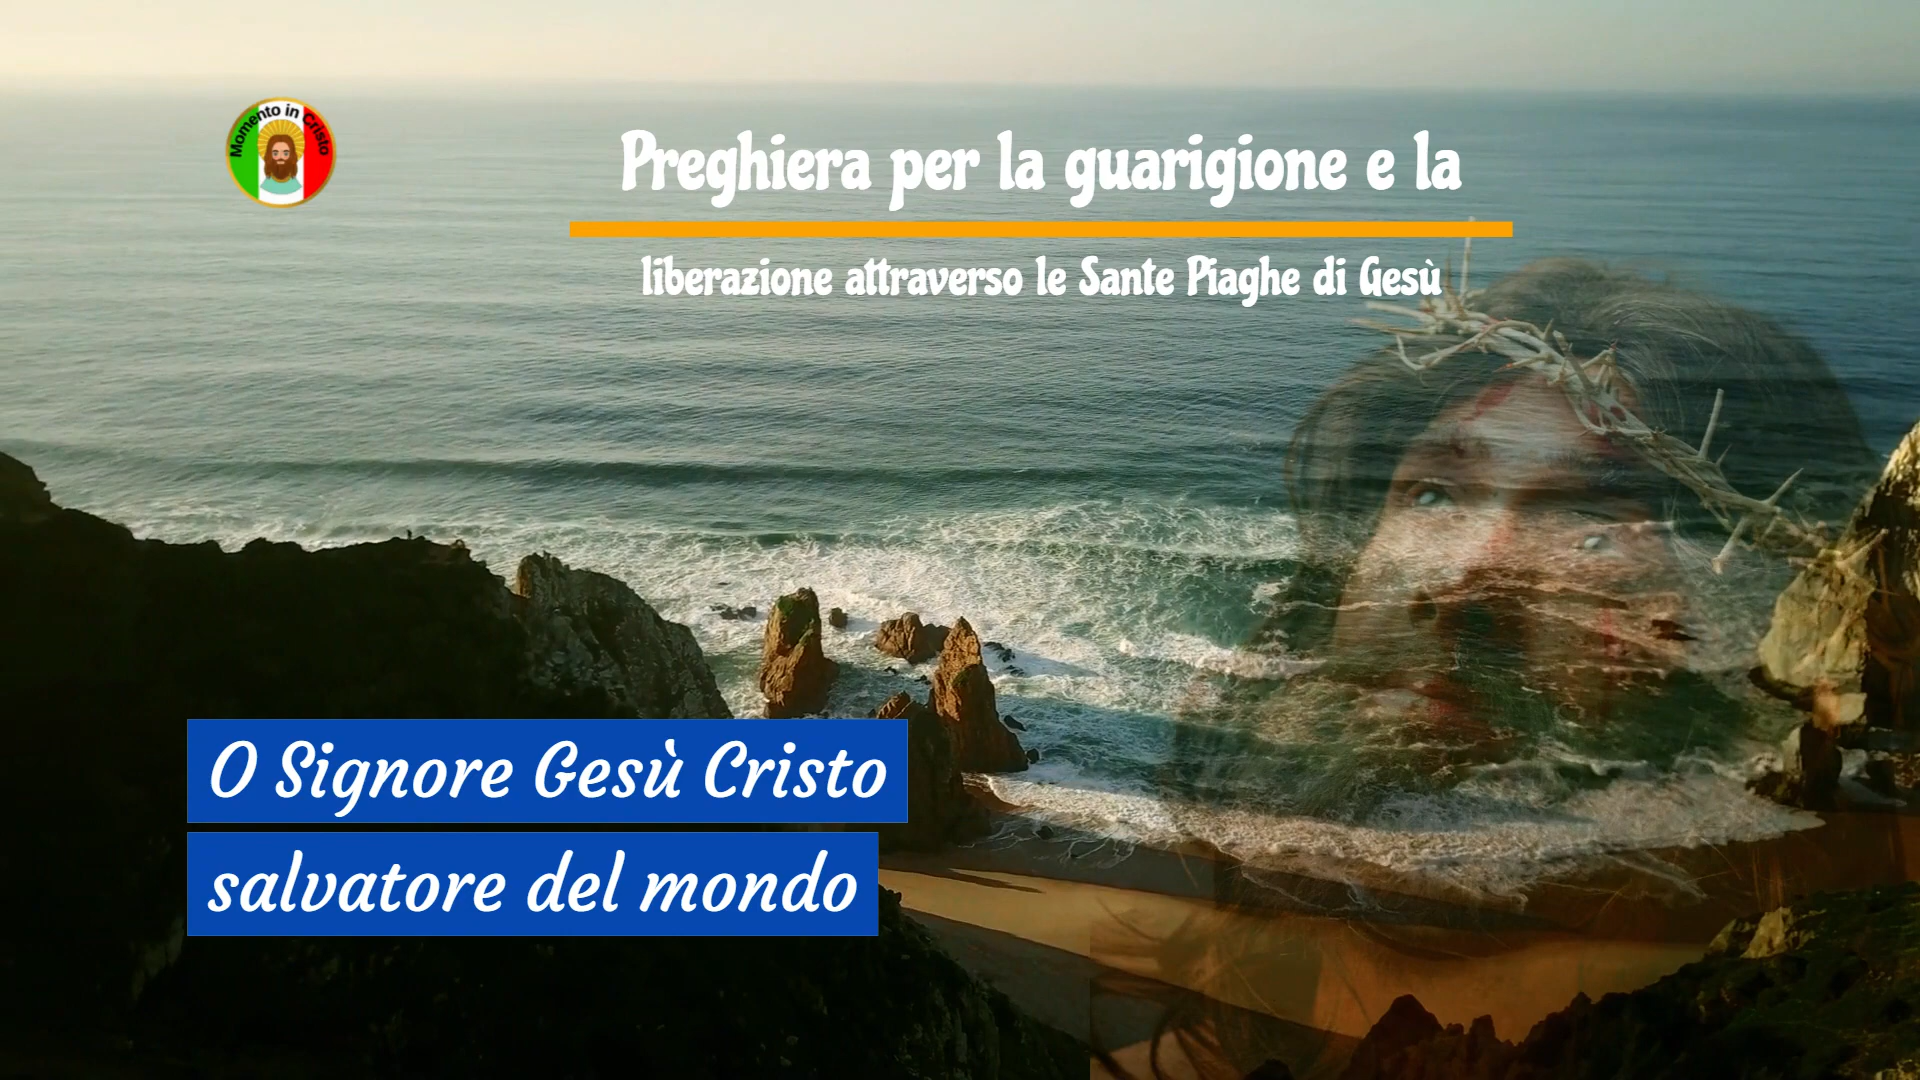 Momento in Cristo
Preghiera per la guarigione e la
liberazione attraverso le Sante Piaghe di Gesù
O Signore Gesù Cristo
salvatore del mondo